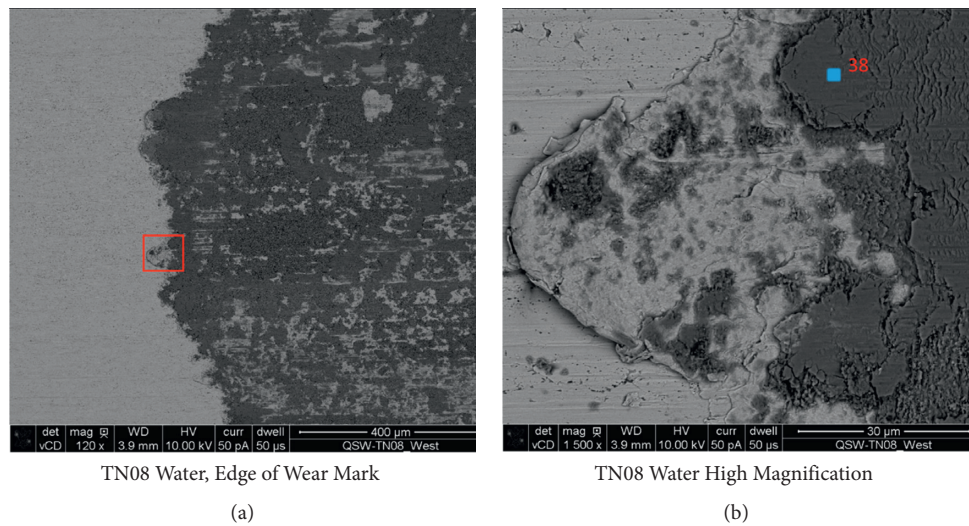 38
det mag WD HV curr dwell 400 µm
vCD 120 x 3.9 mm 10.00 kV 50 pA 50 µs QSW-TN08_West
det mag WD HV curr dwell 30 µm
vCD 1 500 x 3.9 mm 10.00 kV 50 pA 50 µs QSW-TN08_West
TN08 Water, Edge of Wear Mark
TN08 Water High Magnification
(a)
(b)